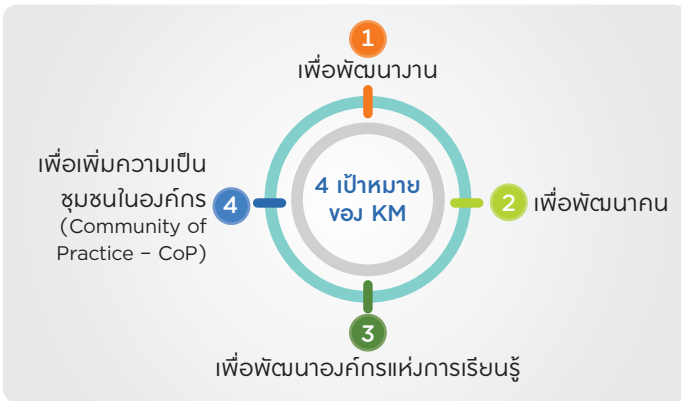 1
เพื่อพัฒนางาน
4 เป้าหมาย
ของ KM
2 เพื่อพัฒนาคน
3
เพื่อพัฒนาองค์กรแห่งการเรียนรู้
4
เพื่อเพิ่มความเป็น
ชุมชนในองค์กร
(Community of
Practice – CoP)